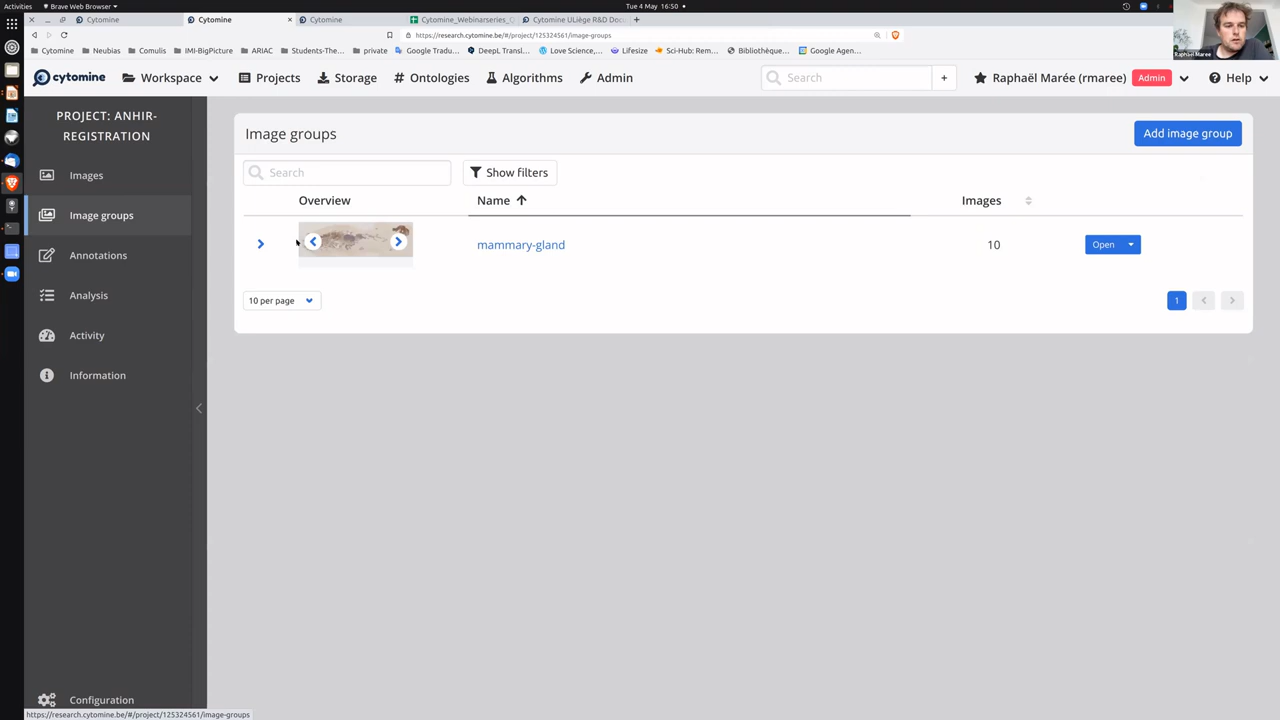 Activities
Brave Web Browser
Tue 4 May 16:50
Cytomine
Cytomine
Cytomine
Cytomine_Webinarseries_
Cytomine ULiège R&D Doc
https://research.cytomine.be/#/project/125324561/image-groups
Cytomine
Neubias
Comulis
IMI-BigPicture
ARIAC
Students-The...
private
Google Tradu...
DeepL Transl...
Love Science,...
Lifesize
Sci-Hub: Rem...
Bibliothèque...
Google Agen...
Raphael Maree
cytomine
Workspace
Projects
Storage
Ontologies
Algorithms
Admin
Search
+
Raphaël Marée (rmaree)
Admin
Help
PROJECT: ANHIR-
REGISTRATION
Images
Image groups
Annotations
Analysis
Activity
Information
Configuration
Image groups
Add image group
Search
Show filters
Overview
Name
Images
mammary-gland
10
Open
10 per page
1
https://research.cytomine.be/#/project/125324561/image-groups